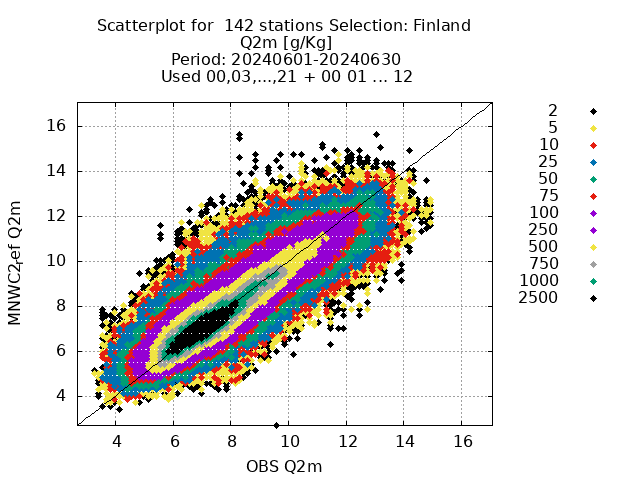 Scatterplot for  142 stations Selection: Finland
Q2m [g/Kg]
Period: 20240601-20240630
Used 00,03,...,21 + 00 01 ... 12
MNWC2_ef Q2m
16
14
12
10
8
6
4
4 6 8 10 12 14 16
OBS Q2m
2
5
10
25
50
75
100
250
500
750
1000
2500